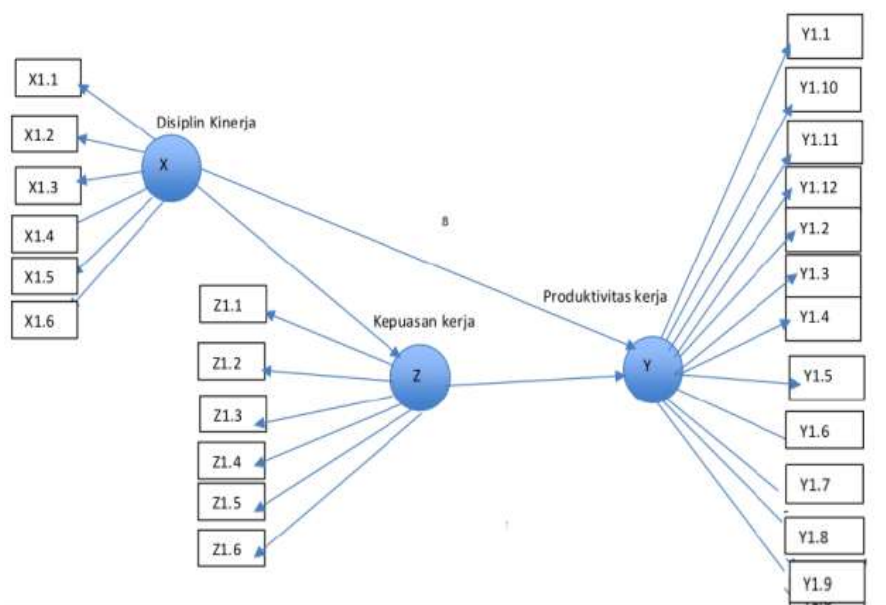 X1.1
X1.2
X1.3
X1.4
X1.5
X1.6
Disiplin Kinerja
X
8
Z1.1
Z1.2
Z1.3
Z1.4
Z1.5
Z1.6
Kepuasan kerja
Z
Produktivitas kerja
Y
Y1.1
Y1.10
Y1.11
Y1.12
Y1.2
Y1.3
Y1.4
Y1.5
Y1.6
Y1.7
Y1.8
Y1.9